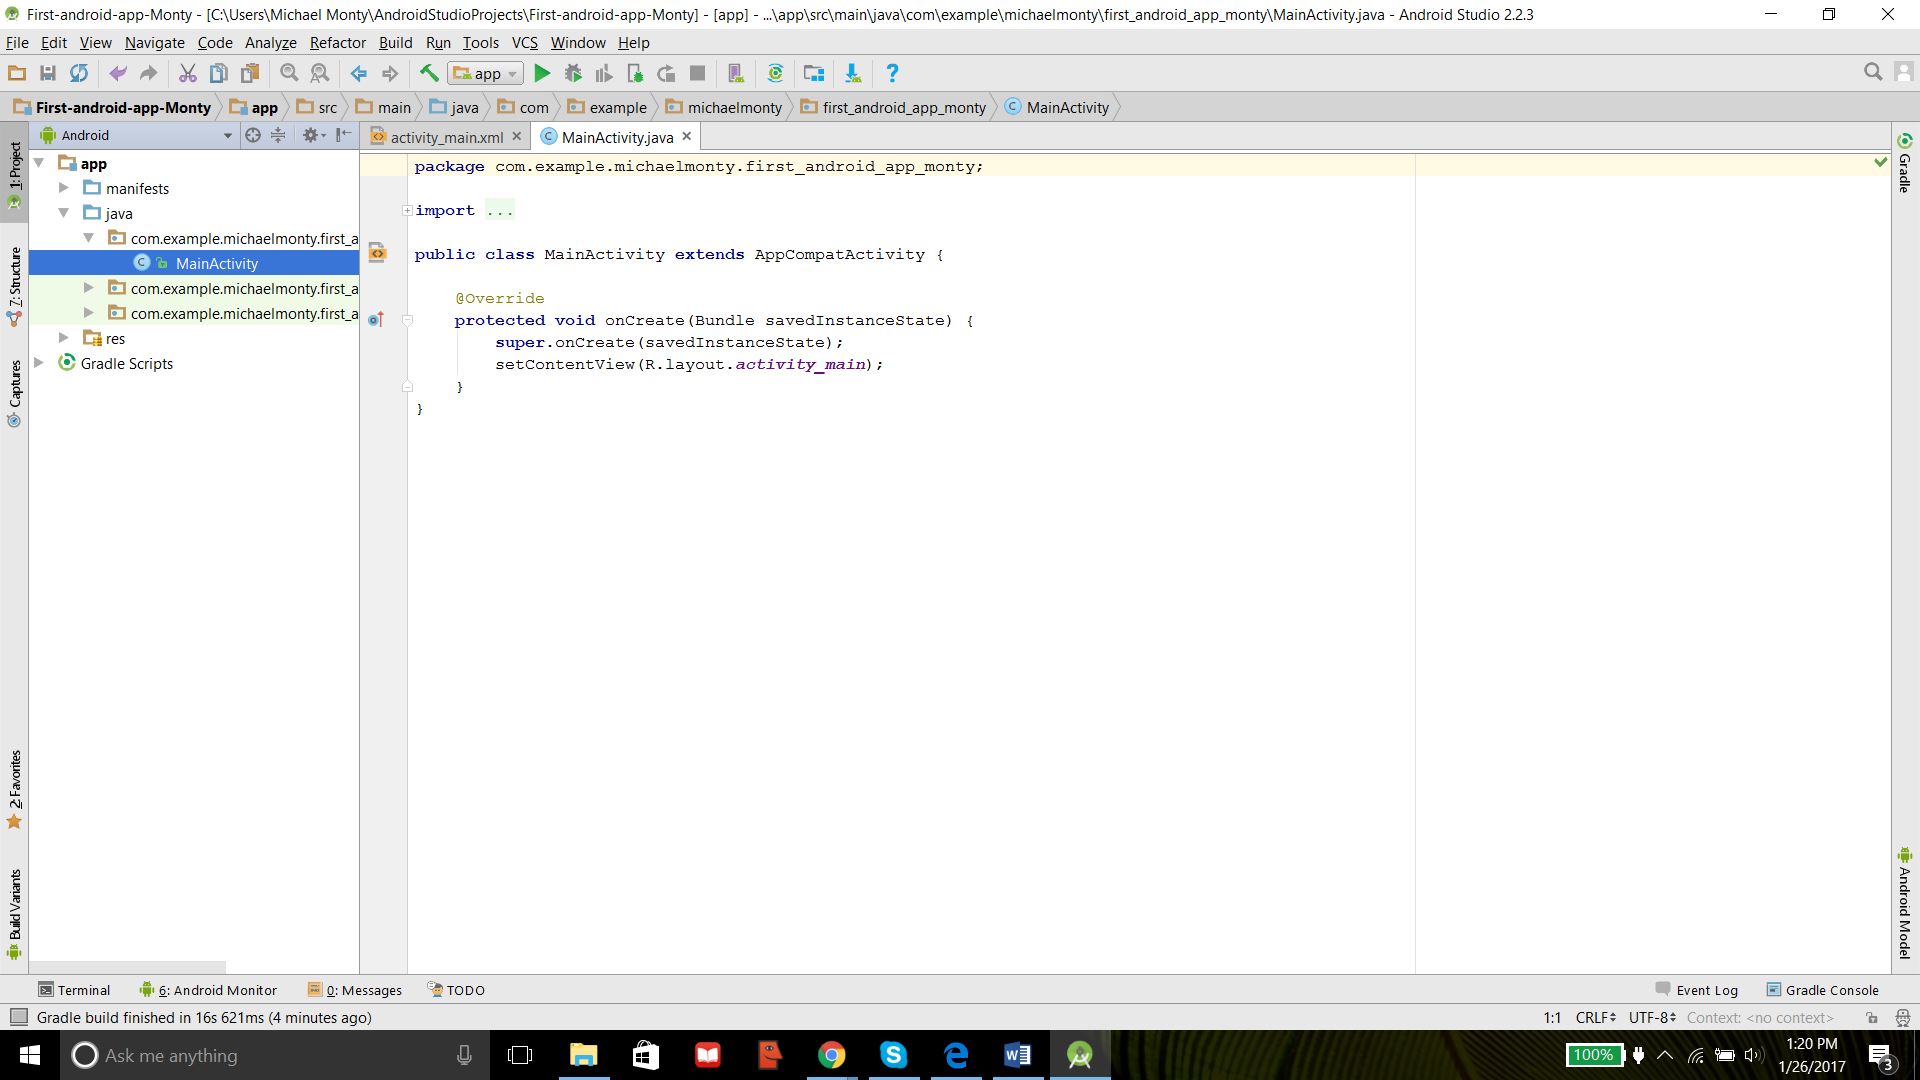 First-android-app-Monty - [C:\Users\Michael Monty\AndroidStudioProjects\First-android-app-Monty] - [app] - ...\app\src\main\java\com\example\michaelmonty\first_android_app_monty\MainActivity.java - Android Studio 2.2.3
File Edit View Navigate Code Analyze Refactor Build Run Tools VCS Window Help
app
First-android-app-Monty app src main java com example michaelmonty first_android_app_monty MainActivity
Android
activity_main.xml MainActivity.java
1: Project
7: Structure
Captures
2: Favorites
Build Variants
app
manifests
java
com.example.michaelmonty.first_a
MainActivity
com.example.michaelmonty.first_a
com.example.michaelmonty.first_a
res
Gradle Scripts
package com.example.michaelmonty.first_android_app_monty;
import ...
public class MainActivity extends AppCompatActivity {
@Override
protected void onCreate(Bundle savedInstanceState) {
super.onCreate(savedInstanceState);
setContentView(R.layout.activity_main);
}
}
Gradle
Android Model
Terminal 6: Android Monitor 0: Messages TODO Event Log Gradle Console
Gradle build finished in 16s 621ms (4 minutes ago) 1:1 CRLF UTF-8 Context: <no context>
Ask me anything
100%
1:20 PM
1/26/2017
3